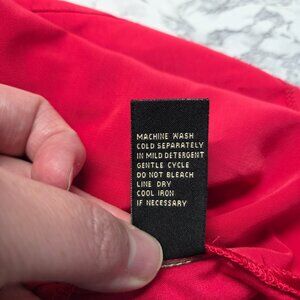 MACHINE WASH
COLD SEPARATELY
IN MILD DETERGENT
GENTLE CYCLE
DO NOT BLEACH
LINE DRY
COOL IRON
IF NECESSARY